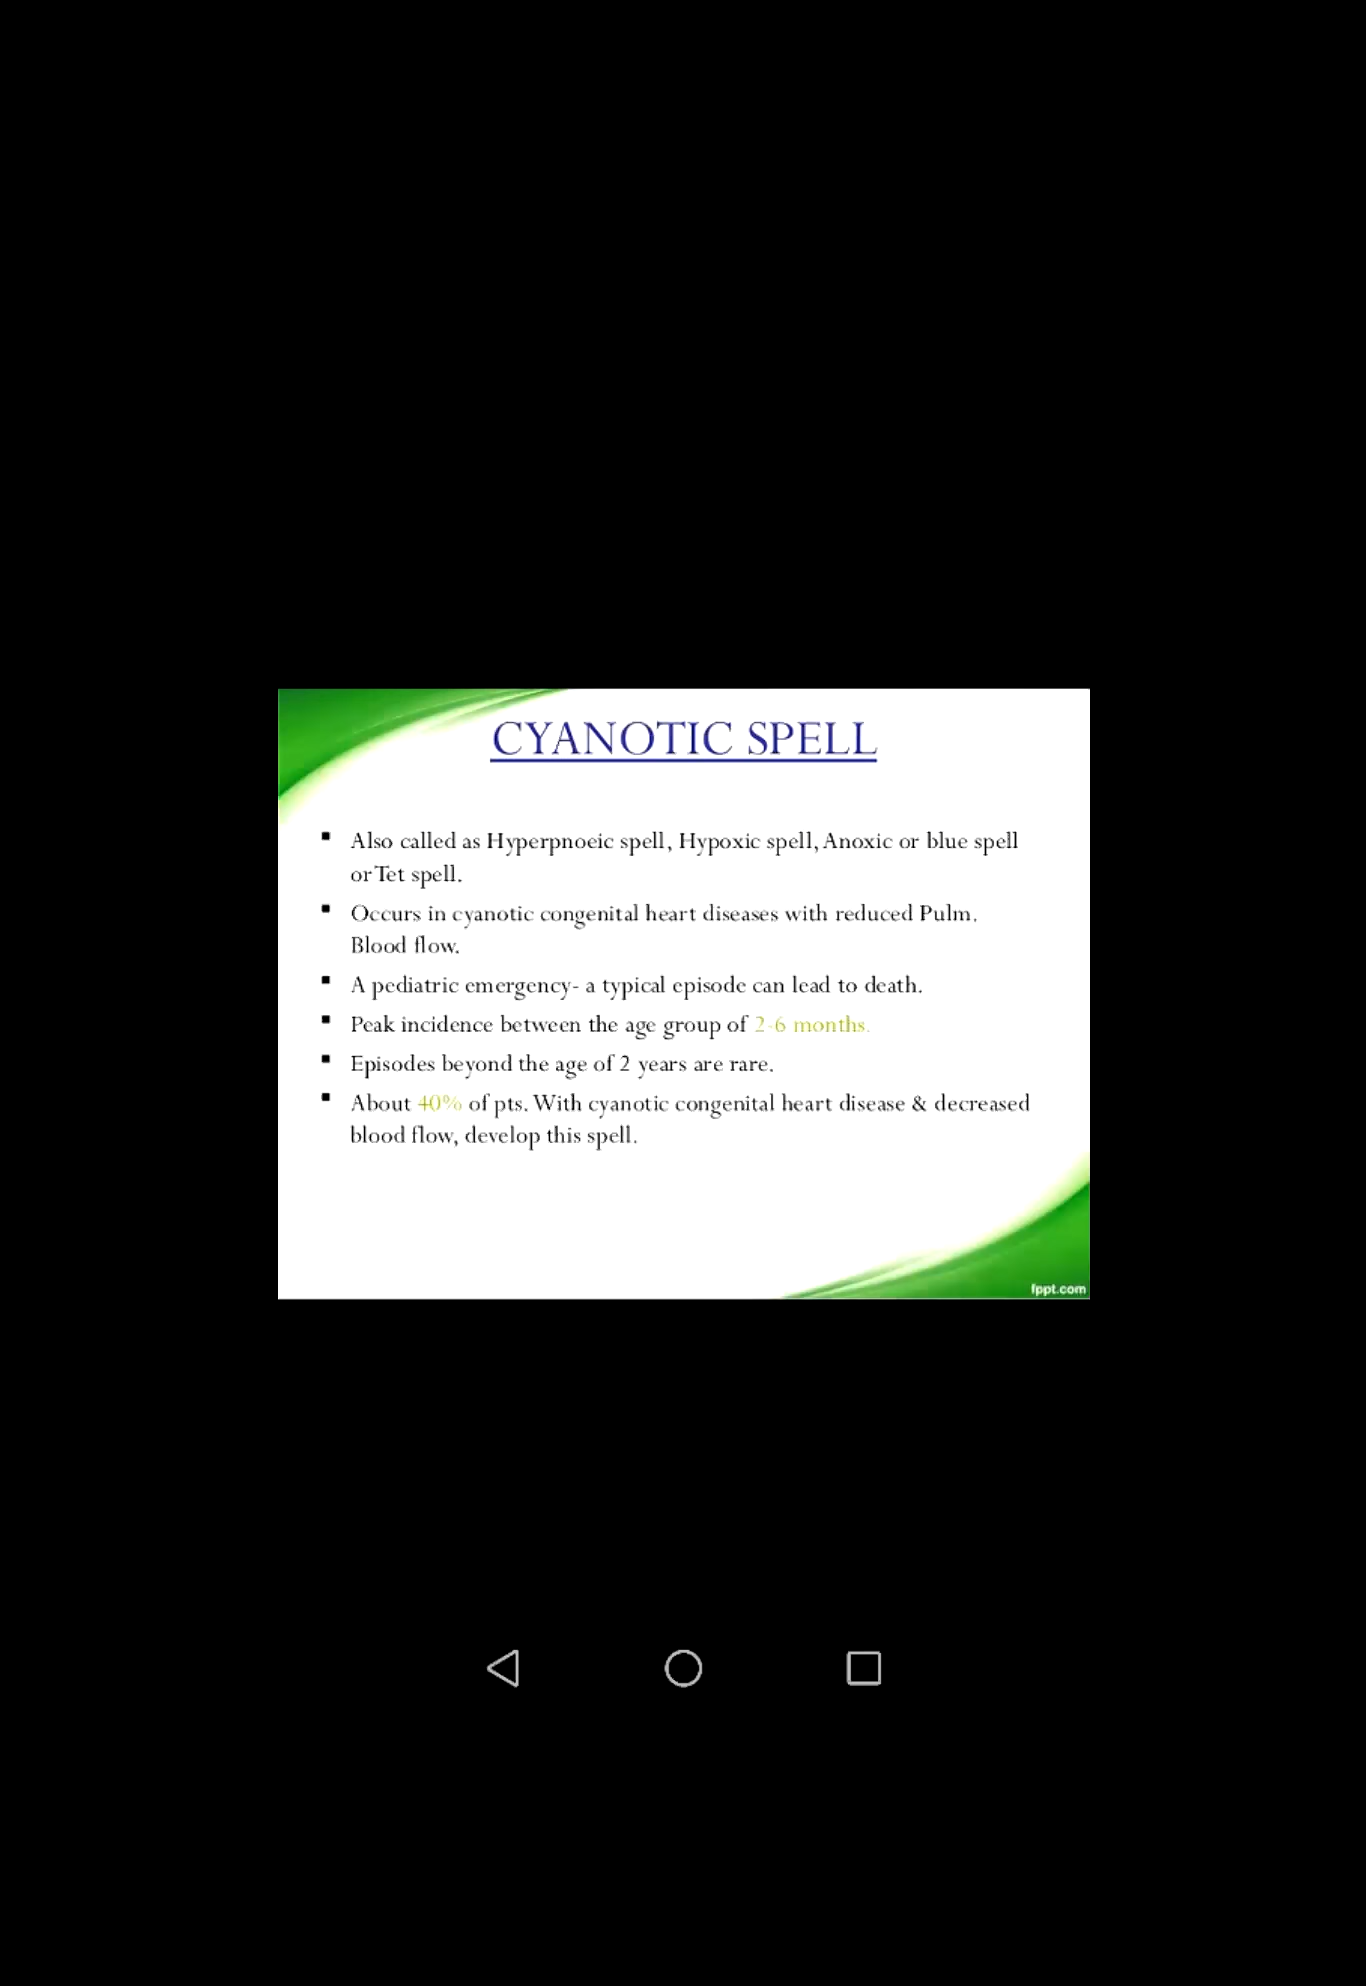 CYANOTIC SPELL
▪ Also called as Hyperpnoeic spell, Hypoxic spell, Anoxic or blue spell
or Tet spell.
▪ Occurs in cyanotic congenital heart diseases with reduced Pulm.
Blood flow.
▪ A pediatric emergency- a typical episode can lead to death.
▪ Peak incidence between the age group of 2-6 months.
▪ Episodes beyond the age of 2 years are rare.
▪ About 40% of pts. With cyanotic congenital heart disease & decreased
blood flow, develop this spell.
fppt.com